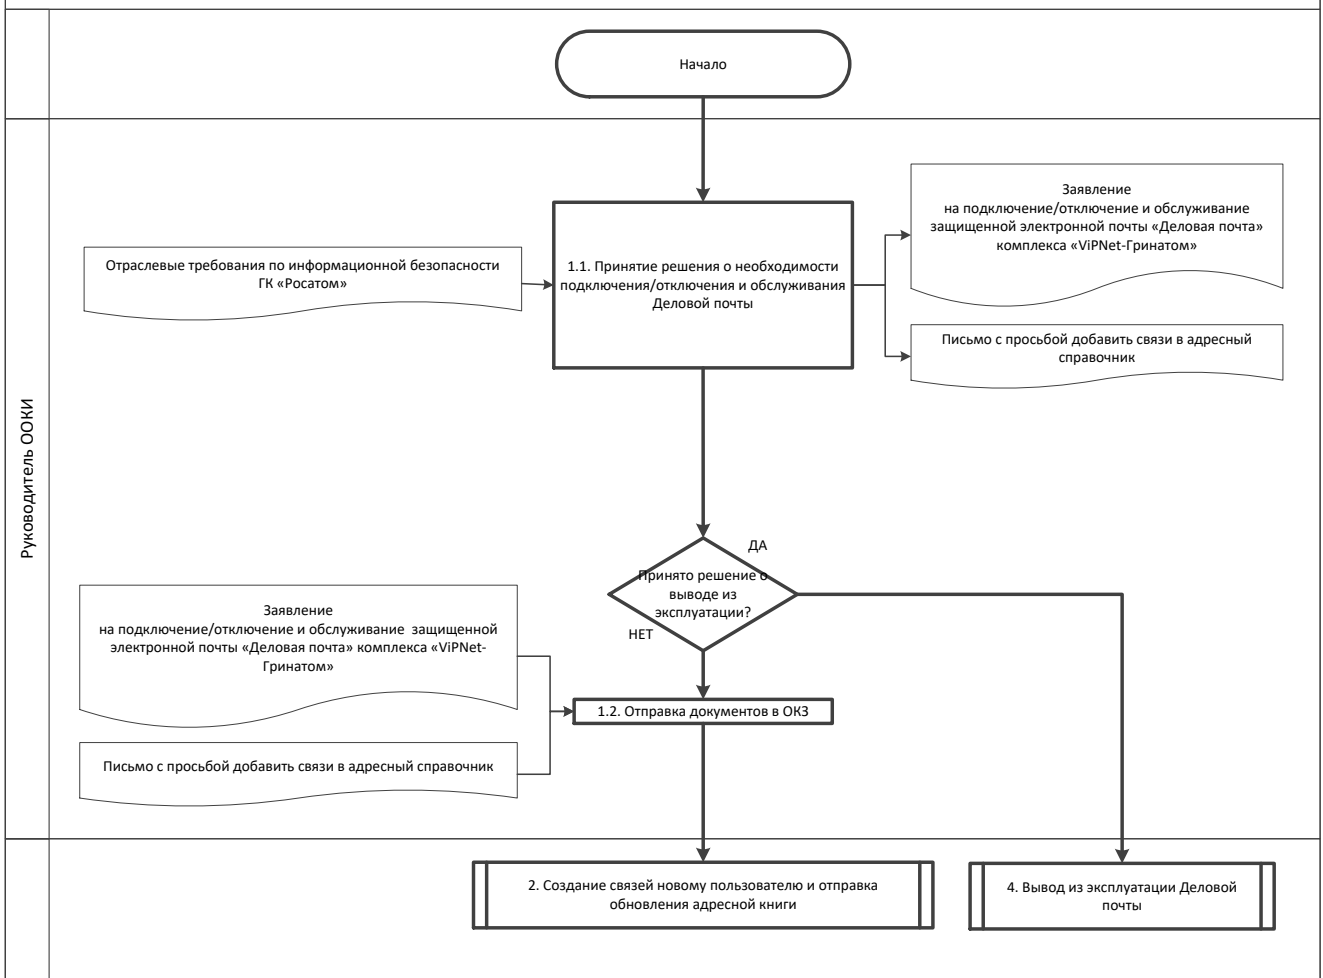 Начало
Руководитель ООКИ
Отраслевые требования по информационной безопасности
ГК «Росатом»
1.1. Принятие решения о необходимости
подключения/отключения и обслуживания
Деловой почты
Заявление
на подключение/отключение и обслуживание
защищенной электронной почты «Деловая почта»
комплекса «ViPNet-Гринатом»
Письмо с просьбой добавить связи в адресный
справочник
ДА
Принято решение о
выводе из
эксплуатации?
НЕТ
Заявление
на подключение/отключение и обслуживание защищенной
электронной почты «Деловая почта» комплекса «ViPNet-
Гринатом»
1.2. Отправка документов в ОКЗ
Письмо с просьбой добавить связи в адресный справочник
2. Создание связей новому пользователю и отправка
обновления адресной книги
4. Вывод из эксплуатации Деловой
почты